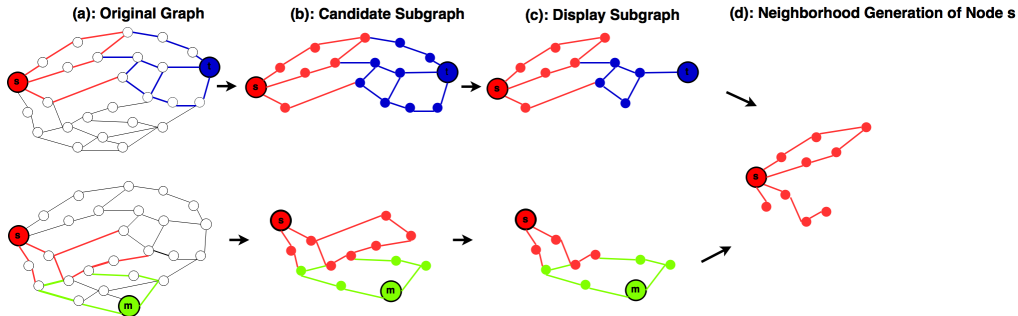 (a): Original Graph
(b): Candidate Subgraph
(c): Display Subgraph
(d): Neighborhood Generation of Node s
s
t
s
t
s
t
s
s
m
s
m
s
m